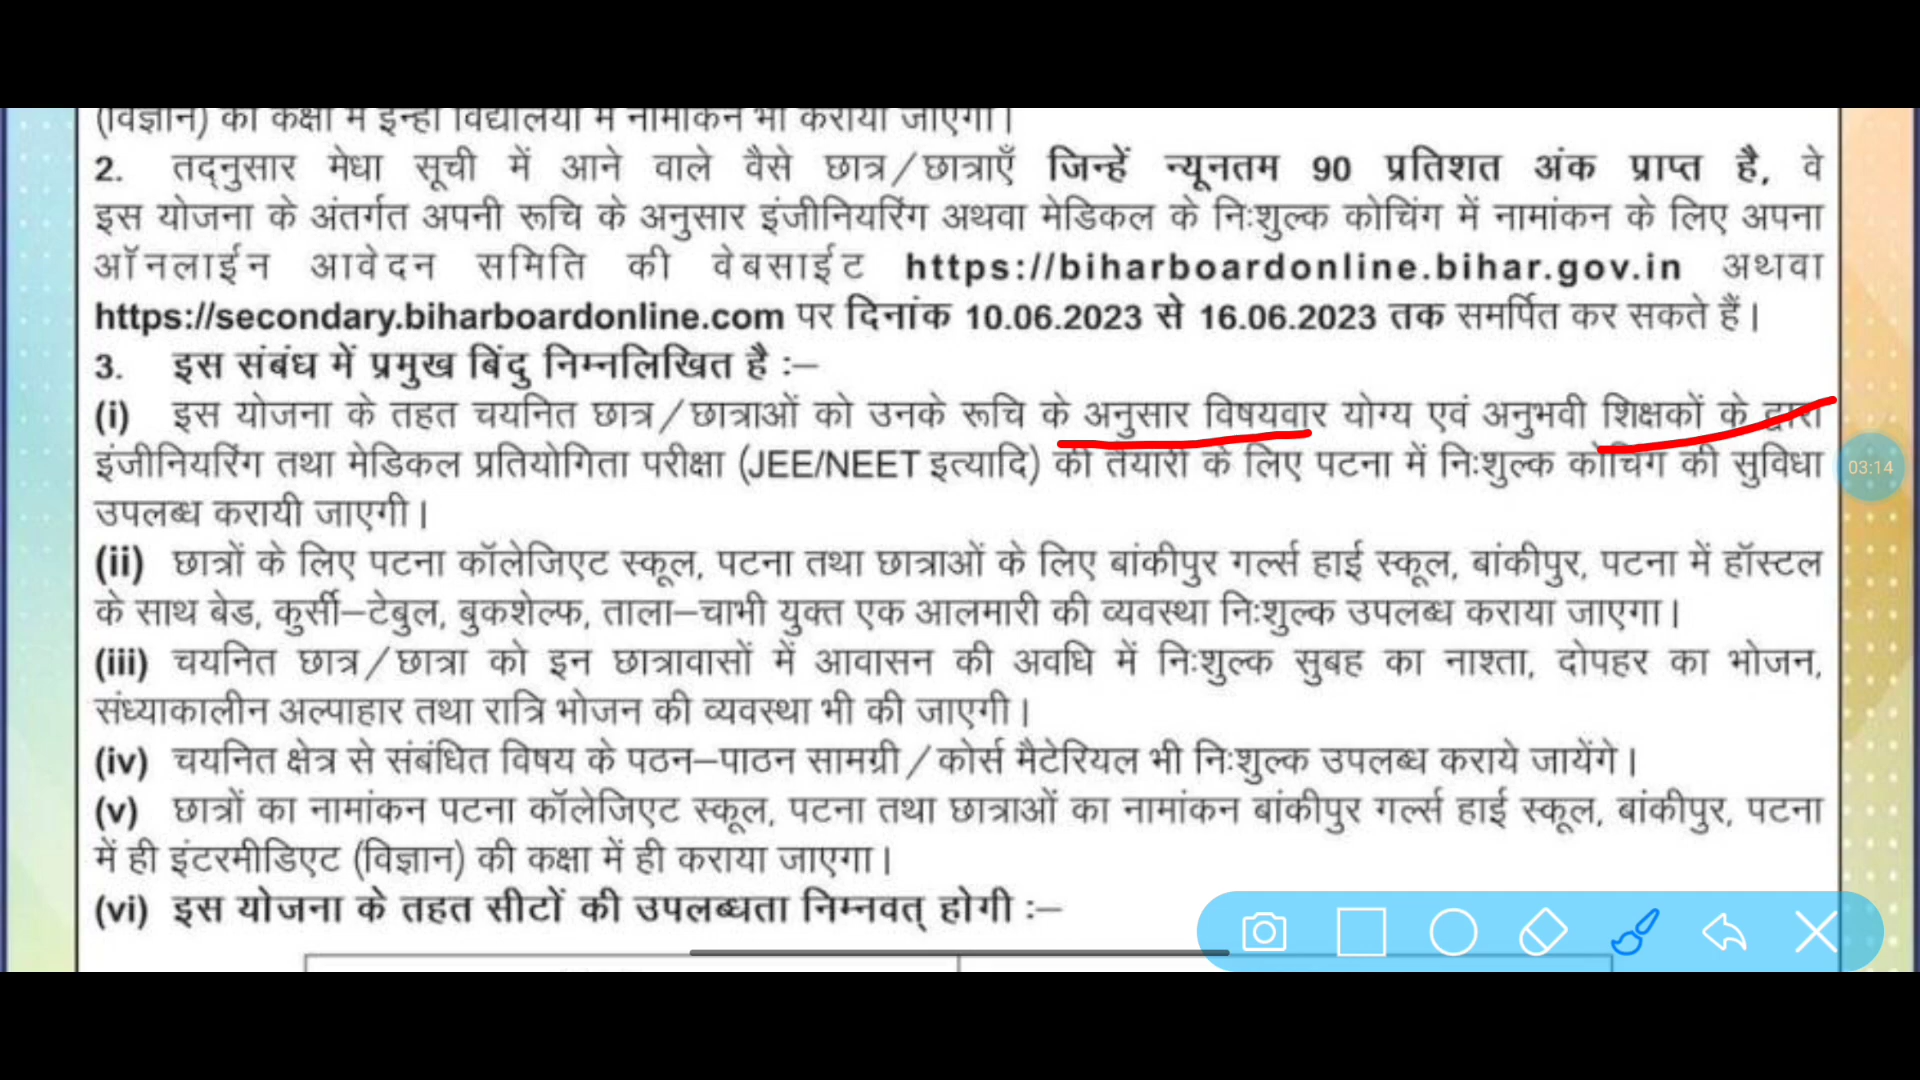 (विज्ञान) की कक्षा में इन्हीं विद्यालयों में नामांकन भी कराया जाएगा।
2. तद्नुसार मेधा सूची में आने वाले वैसे छात्र/छात्राएँ जिन्हें न्यूनतम 90 प्रतिशत अंक प्राप्त है, वे
इस योजना के अंतर्गत अपनी रूचि के अनुसार इंजीनियरिंग अथवा मेडिकल के निःशुल्क कोचिंग में नामांकन के लिए अपना
ऑनलाईन आवेदन समिति की वेबसाईट https://biharboardonline.bihar.gov.in अथवा
https://secondary.biharboardonline.com पर दिनांक 10.06.2023 से 16.06.2023 तक समर्पित कर सकते हैं।
3. इस संबंध में प्रमुख बिंदु निम्नलिखित है :—
(i) इस योजना के तहत चयनित छात्र/छात्राओं को उनके रूचि के अनुसार विषयवार योग्य एवं अनुभवी शिक्षकों के द्वारा
इंजीनियरिंग तथा मेडिकल प्रतियोगिता परीक्षा (JEE/NEET इत्यादि) की तैयारी के लिए पटना में निःशुल्क कोचिंग की सुविधा
03:14
उपलब्ध करायी जाएगी।
(ii) छात्रों के लिए पटना कॉलेजिएट स्कूल, पटना तथा छात्राओं के लिए बांकीपुर गर्ल्स हाई स्कूल, बांकीपुर, पटना में हॉस्टल
के साथ बेड, कुर्सी—टेबुल, बुकशेल्फ, ताला—चाभी युक्त एक आलमारी की व्यवस्था निःशुल्क उपलब्ध कराया जाएगा।
(iii) चयनित छात्र/छात्रा को इन छात्रावासों में आवासन की अवधि में निःशुल्क सुबह का नाश्ता, दोपहर का भोजन,
संध्याकालीन अल्पाहार तथा रात्रि भोजन की व्यवस्था भी की जाएगी।
(iv) चयनित क्षेत्र से संबंधित विषय के पठन—पाठन सामग्री/कोर्स मैटेरियल भी निःशुल्क उपलब्ध कराये जायेंगे।
(v) छात्रों का नामांकन पटना कॉलेजिएट स्कूल, पटना तथा छात्राओं का नामांकन बांकीपुर गर्ल्स हाई स्कूल, बांकीपुर, पटना
में ही इंटरमीडिएट (विज्ञान) की कक्षा में ही कराया जाएगा।
(vi) इस योजना के तहत सीटों की उपलब्धता निम्नवत् होगी :—